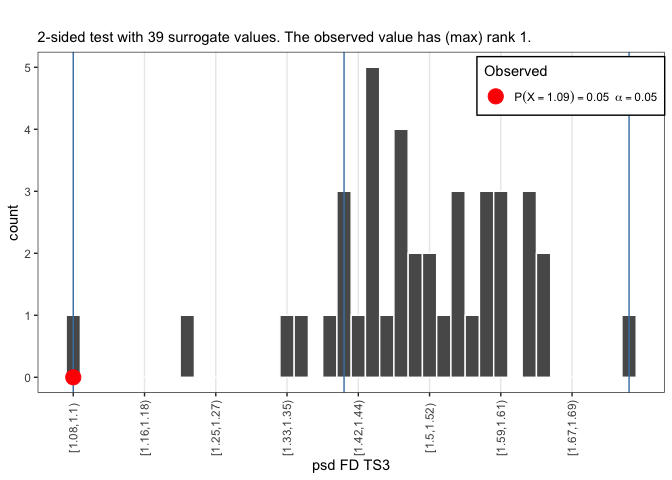 2-sided test with 39 surrogate values. The observed value has (max) rank 1.
Observed
P(X = 1.09) = 0.05 α = 0.05
5
4
3
2
1
0
count
[1.08,1.1)
[1.16,1.18)
[1.25,1.27)
[1.33,1.35)
[1.42,1.44)
[1.5,1.52)
[1.59,1.61)
[1.67,1.69)
psd FD TS3